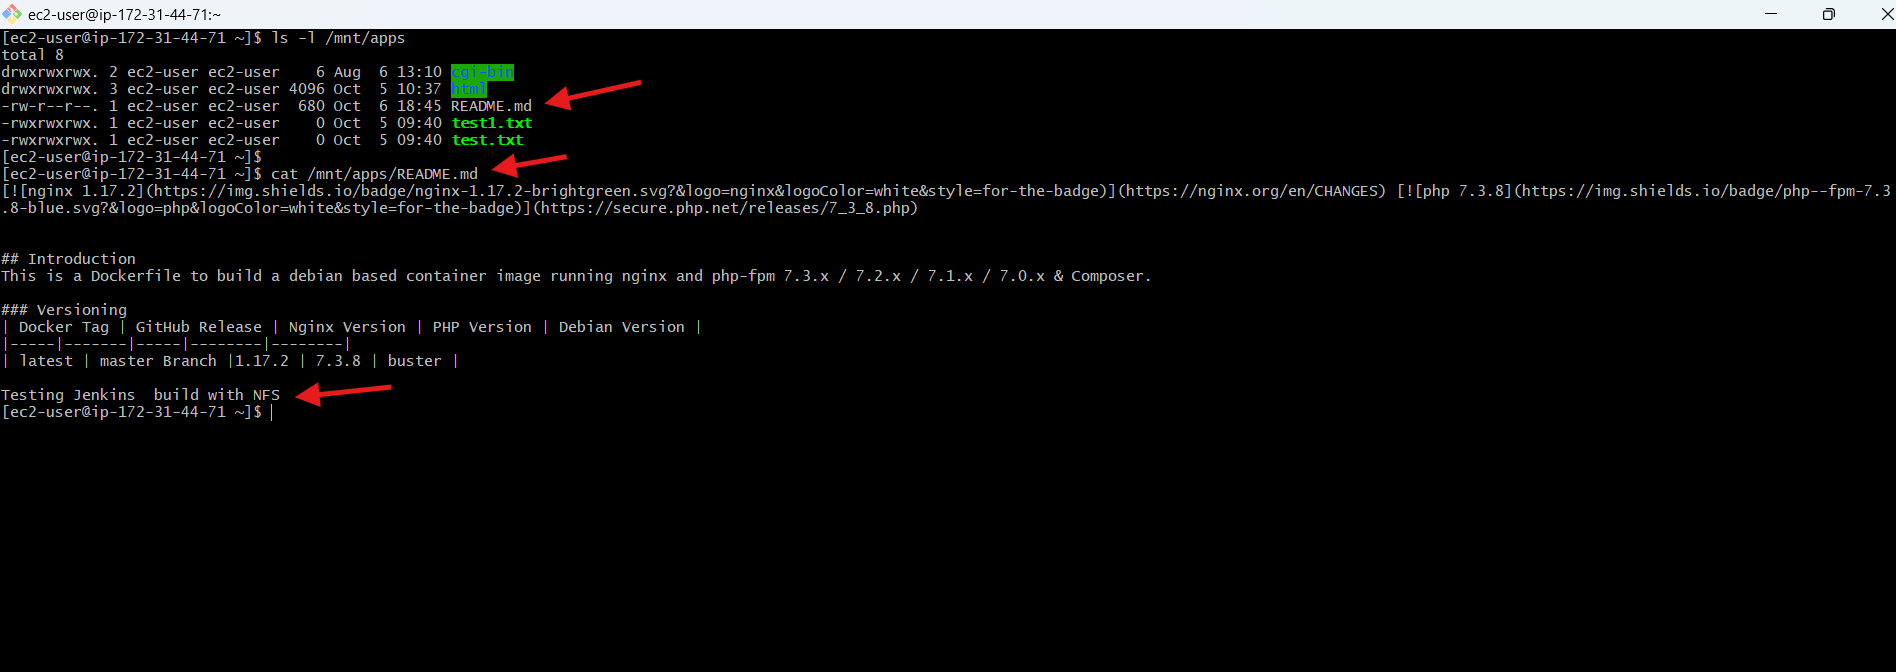 ec2-user@ip-172-31-44-71:~
[ec2-user@ip-172-31-44-71 ~]$ ls -l /mnt/apps
total 8
drwxrwxrwx. 2 ec2-user ec2-user    6 Aug  6 13:10 cgi-bin
drwxrwxrwx. 3 ec2-user ec2-user 4096 Oct  5 10:37 html
-rw-r--r--. 1 ec2-user ec2-user  680 Oct  6 18:45 README.md
-rwxrwxrwx. 1 ec2-user ec2-user    0 Oct  5 09:40 test1.txt
-rwxrwxrwx. 1 ec2-user ec2-user    0 Oct  5 09:40 test.txt
[ec2-user@ip-172-31-44-71 ~]$
[ec2-user@ip-172-31-44-71 ~]$ cat /mnt/apps/README.md
[![nginx 1.17.2](https://img.shields.io/badge/nginx-1.17.2-brightgreen.svg?&logo=nginx&logoColor=white&style=for-the-badge)](https://nginx.org/en/CHANGES) [![php 7.3.8](https://img.shields.io/badge/php--fpm-7.3
.8-blue.svg?&logo=php&logoColor=white&style=for-the-badge)](https://secure.php.net/releases/7_3_8.php)
## Introduction
This is a Dockerfile to build a debian based container image running nginx and php-fpm 7.3.x / 7.2.x / 7.1.x / 7.0.x & Composer.
### Versioning
| Docker Tag | GitHub Release | Nginx Version | PHP Version | Debian Version |
|-----|-------|-----|--------|--------|
| latest | master Branch |1.17.2 | 7.3.8 | buster |
Testing Jenkins  build with NFS
[ec2-user@ip-172-31-44-71 ~]$